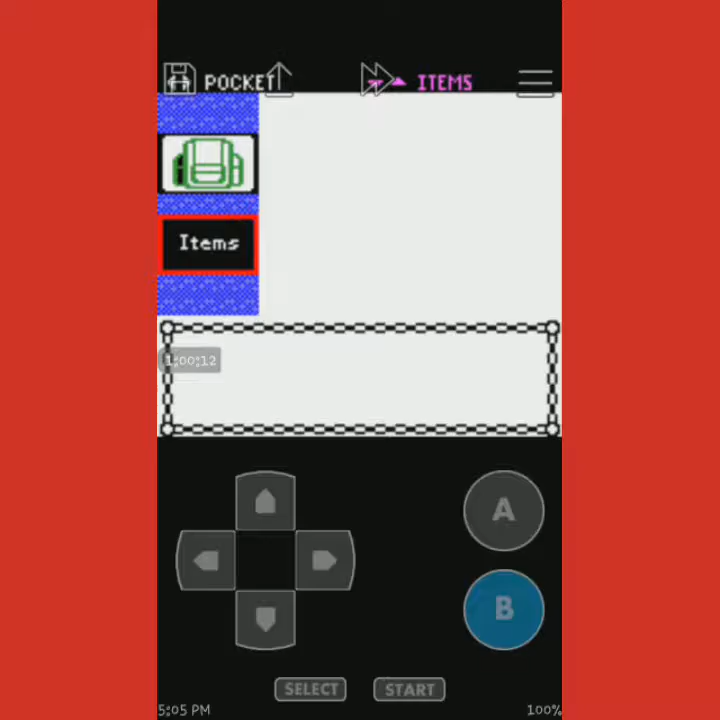 POCKET ITEMS
Items
1:00:12
A
B
SELECT START
5:05 PM 100%